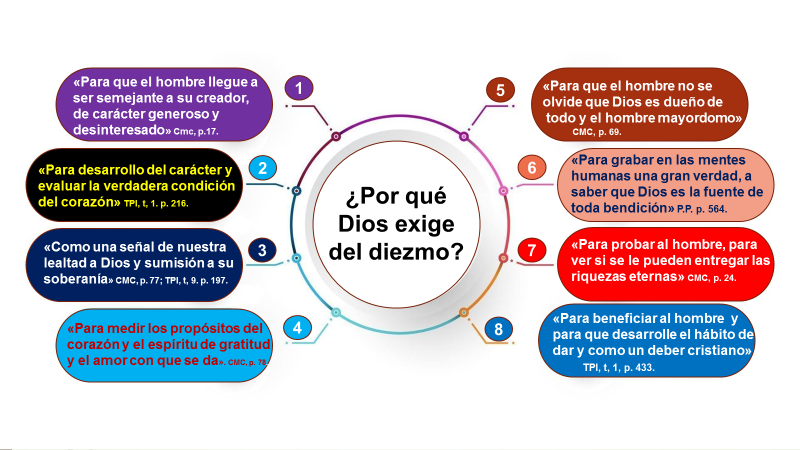 1
«Para que el hombre llegue a
ser semejante a su creador,
de carácter generoso y
desinteresado» Cmc, p.17.
2
«Para desarrollo del carácter y
evaluar la verdadera condición
del corazón» TPI, t, 1. p. 216.
3
«Como una señal de nuestra
lealtad a Dios y sumisión a su
soberanía» CMC, p. 77; TPI, t, 9. p. 197.
4
«Para medir los propósitos del
corazón y el espiritu de gratitud
y el amor con que se da». CMC, p. 78
¿Por qué
Dios exige
del diezmo?
5
«Para que el hombre no se
olvide que Dios es dueño de
todo y el hombre mayordomo»
CMC, p. 69.
6
«Para grabar en las mentes
humanas una gran verdad, a
saber que Dios es la fuente de
toda bendición» P.P. p. 564.
7
«Para probar al hombre, para
ver si se le pueden entregar las
riquezas eternas» CMC, p. 24.
8
«Para beneficiar al hombre y
para que desarrolle el hábito de
dar y como un deber cristiano»
TPI, t, 1, p. 433.